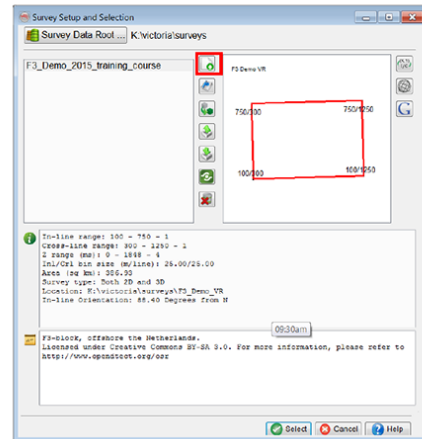 Survey Setup and Selection
Survey Data Root ... K:\victoria\surveys
F3_Demo_2015_training_course
F3 Demo VR
750/300
750/1250
G
100/300
100/1250
In-line range: 100 - 750 - 1
Cross-line range: 300 - 1250 - 1
Z range (ms): 0 - 1848 - 4
Inl/Crl bin size (m/line): 25.00/25.00
Area (sq km): 386.93
Survey type: Both 2D and 3D
Location: K:\victoria\surveys\F3_Demo_VR
In-line Orientation: 88.40 Degrees from N
09:30am
F3-block, offshore the Netherlands.
Licensed under Creative Commons BY-SA 3.0. For more information, please refer to
http://www.opendtect.org/osr
Select
Cancel
Help